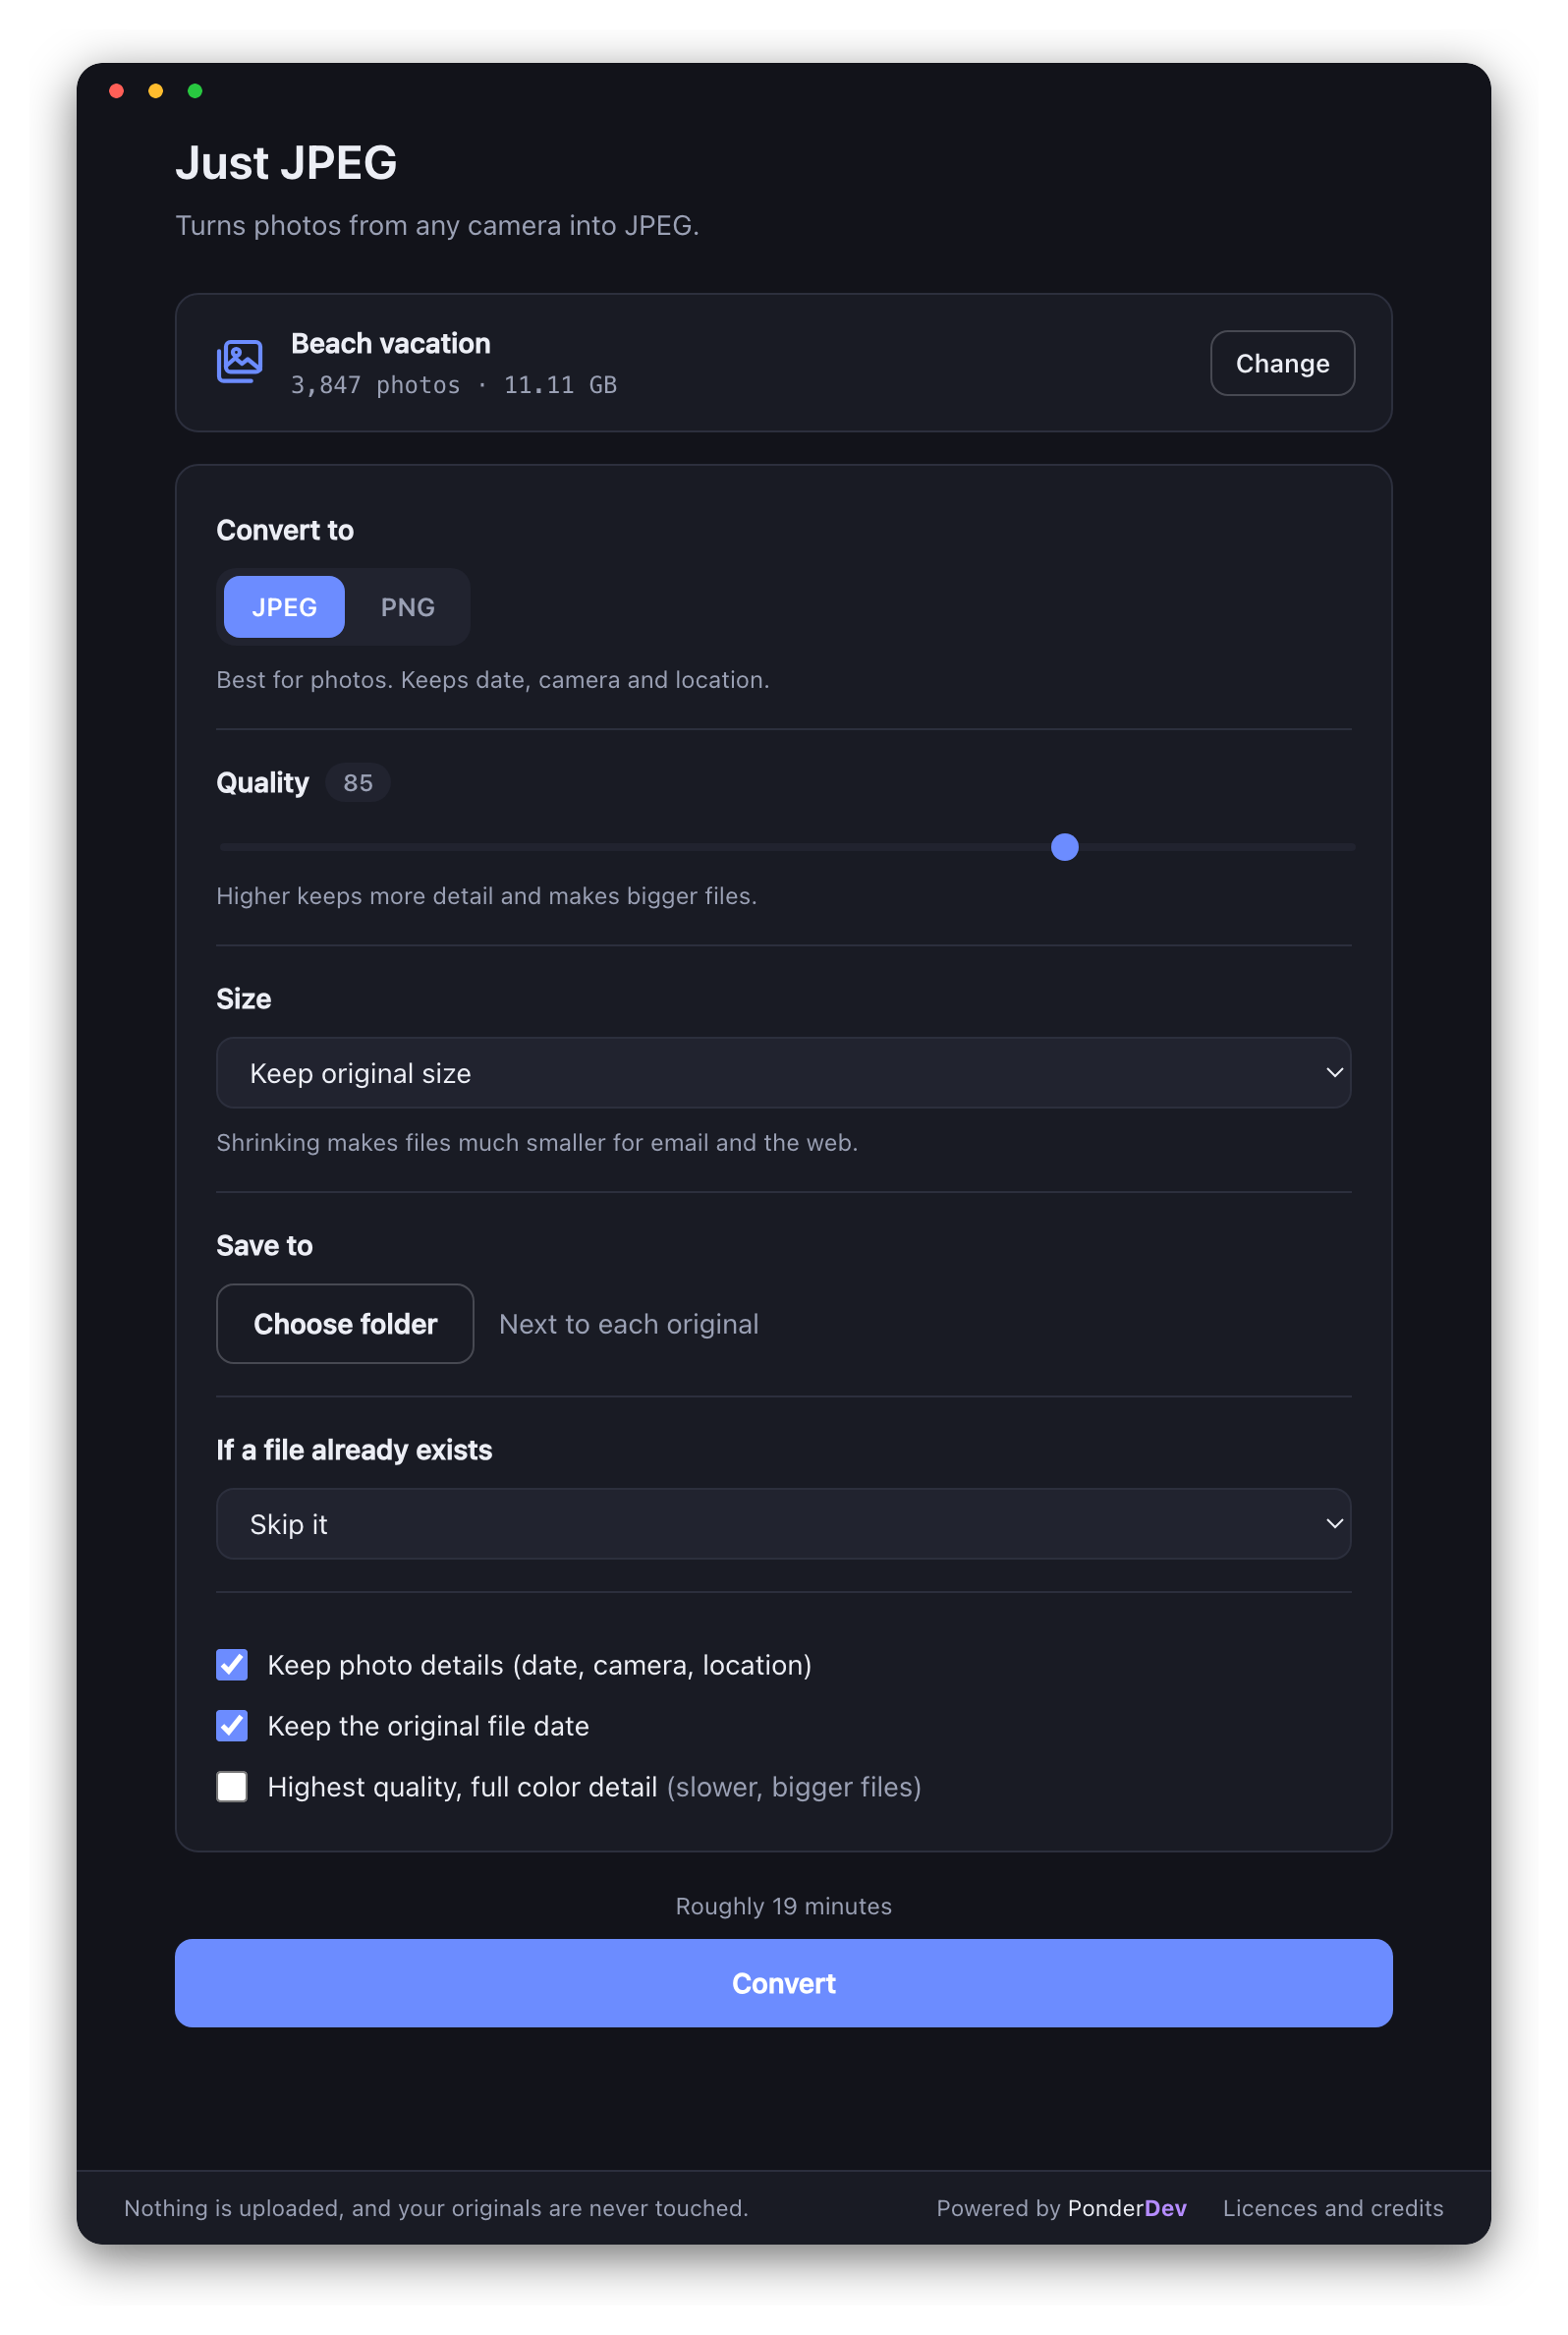 Just JPEG
Turns photos from any camera into JPEG.
Beach vacation
3,847 photos · 11.11 GB
Change
Convert to
JPEG PNG
Best for photos. Keeps date, camera and location.
Quality 85
Higher keeps more detail and makes bigger files.
Size
Keep original size
Shrinking makes files much smaller for email and the web.
Save to
Choose folder Next to each original
If a file already exists
Skip it
Keep photo details (date, camera, location)
Keep the original file date
Highest quality, full color detail (slower, bigger files)
Roughly 19 minutes
Convert
Nothing is uploaded, and your originals are never touched. Powered by PonderDev Licences and credits